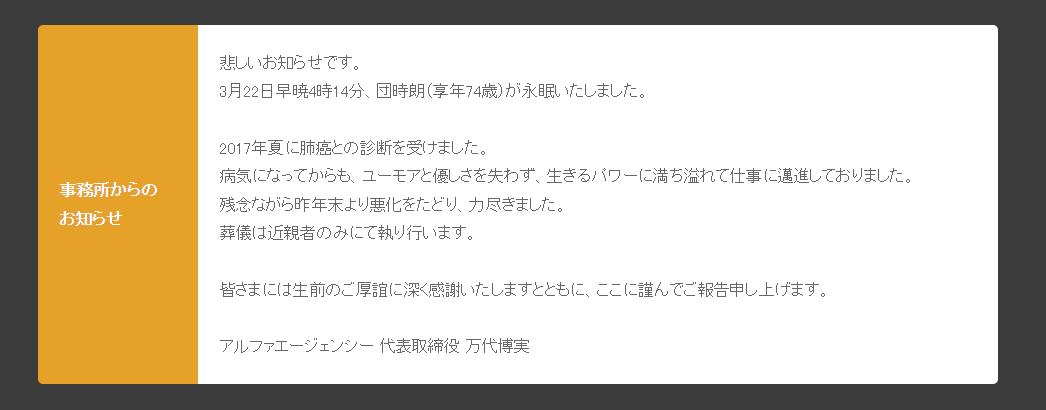 事務所からの
お知らせ
悲しいお知らせです。
3月22日早暁4時14分、団時朗(享年74歳)が永眠いたしました。
2017年夏に肺癌との診断を受けました。
病気になってからも、ユーモアと優しさを失わず、生きるパワーに満ち溢れて仕事に邁進しておりました。
残念ながら昨年末より悪化をたどり、力尽きました。
葬儀は近親者のみにて執り行います。
皆さまには生前のご厚誼に深く感謝いたしますとともに、ここに謹んでご報告申し上げます。
アルファエージェンシー 代表取締役 万代博実